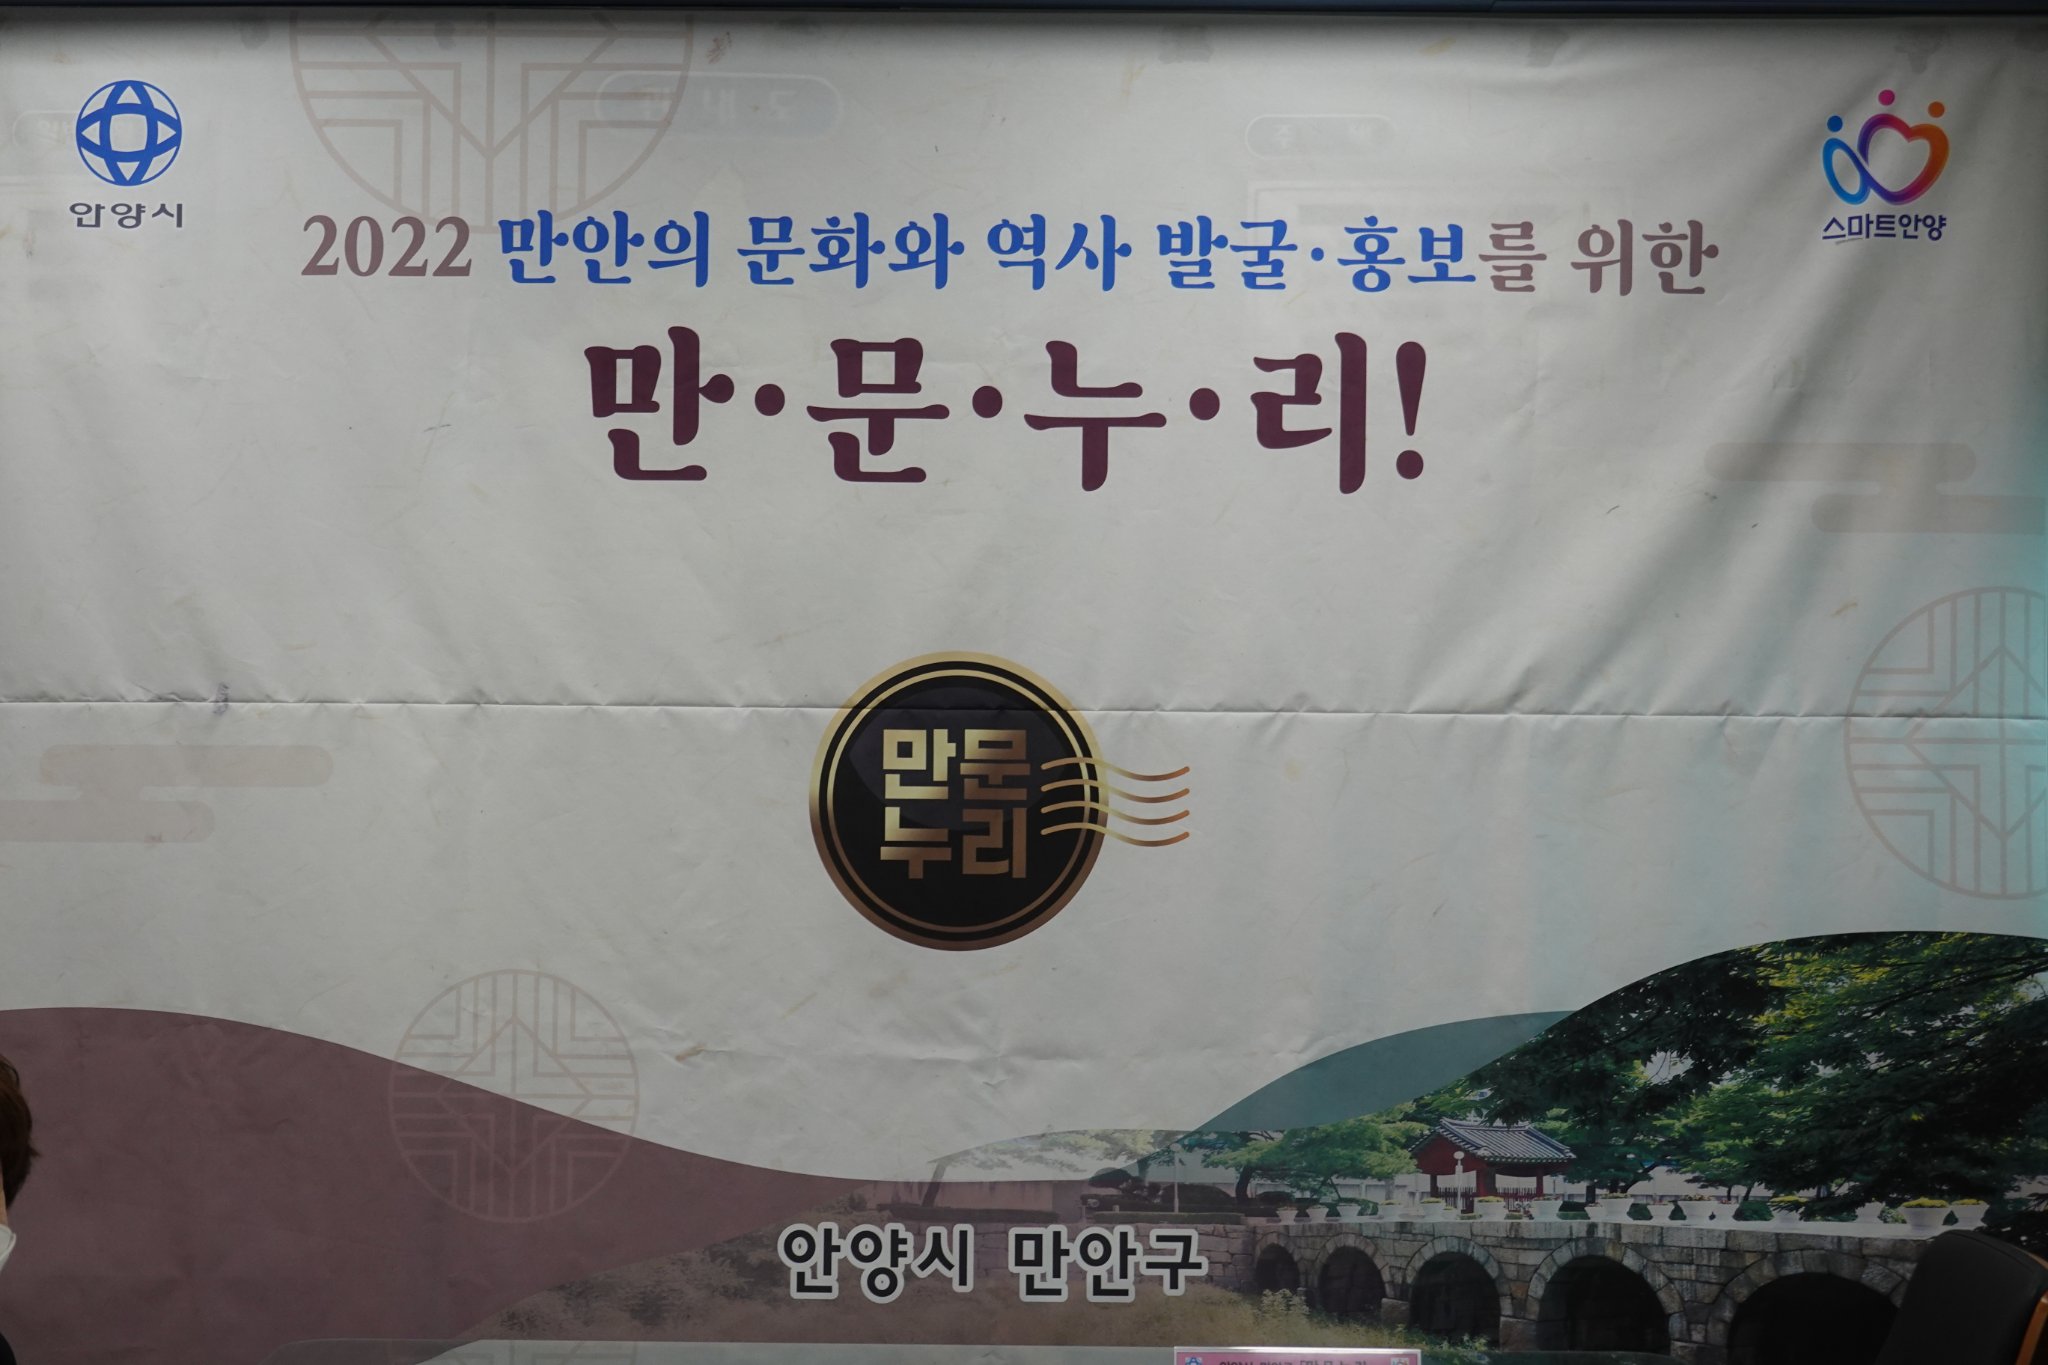 안양시
스마트안양
2022 만안의 문화와 역사 발굴·홍보를 위한
만·문·누·리!
만문
누리
안양시 만안구